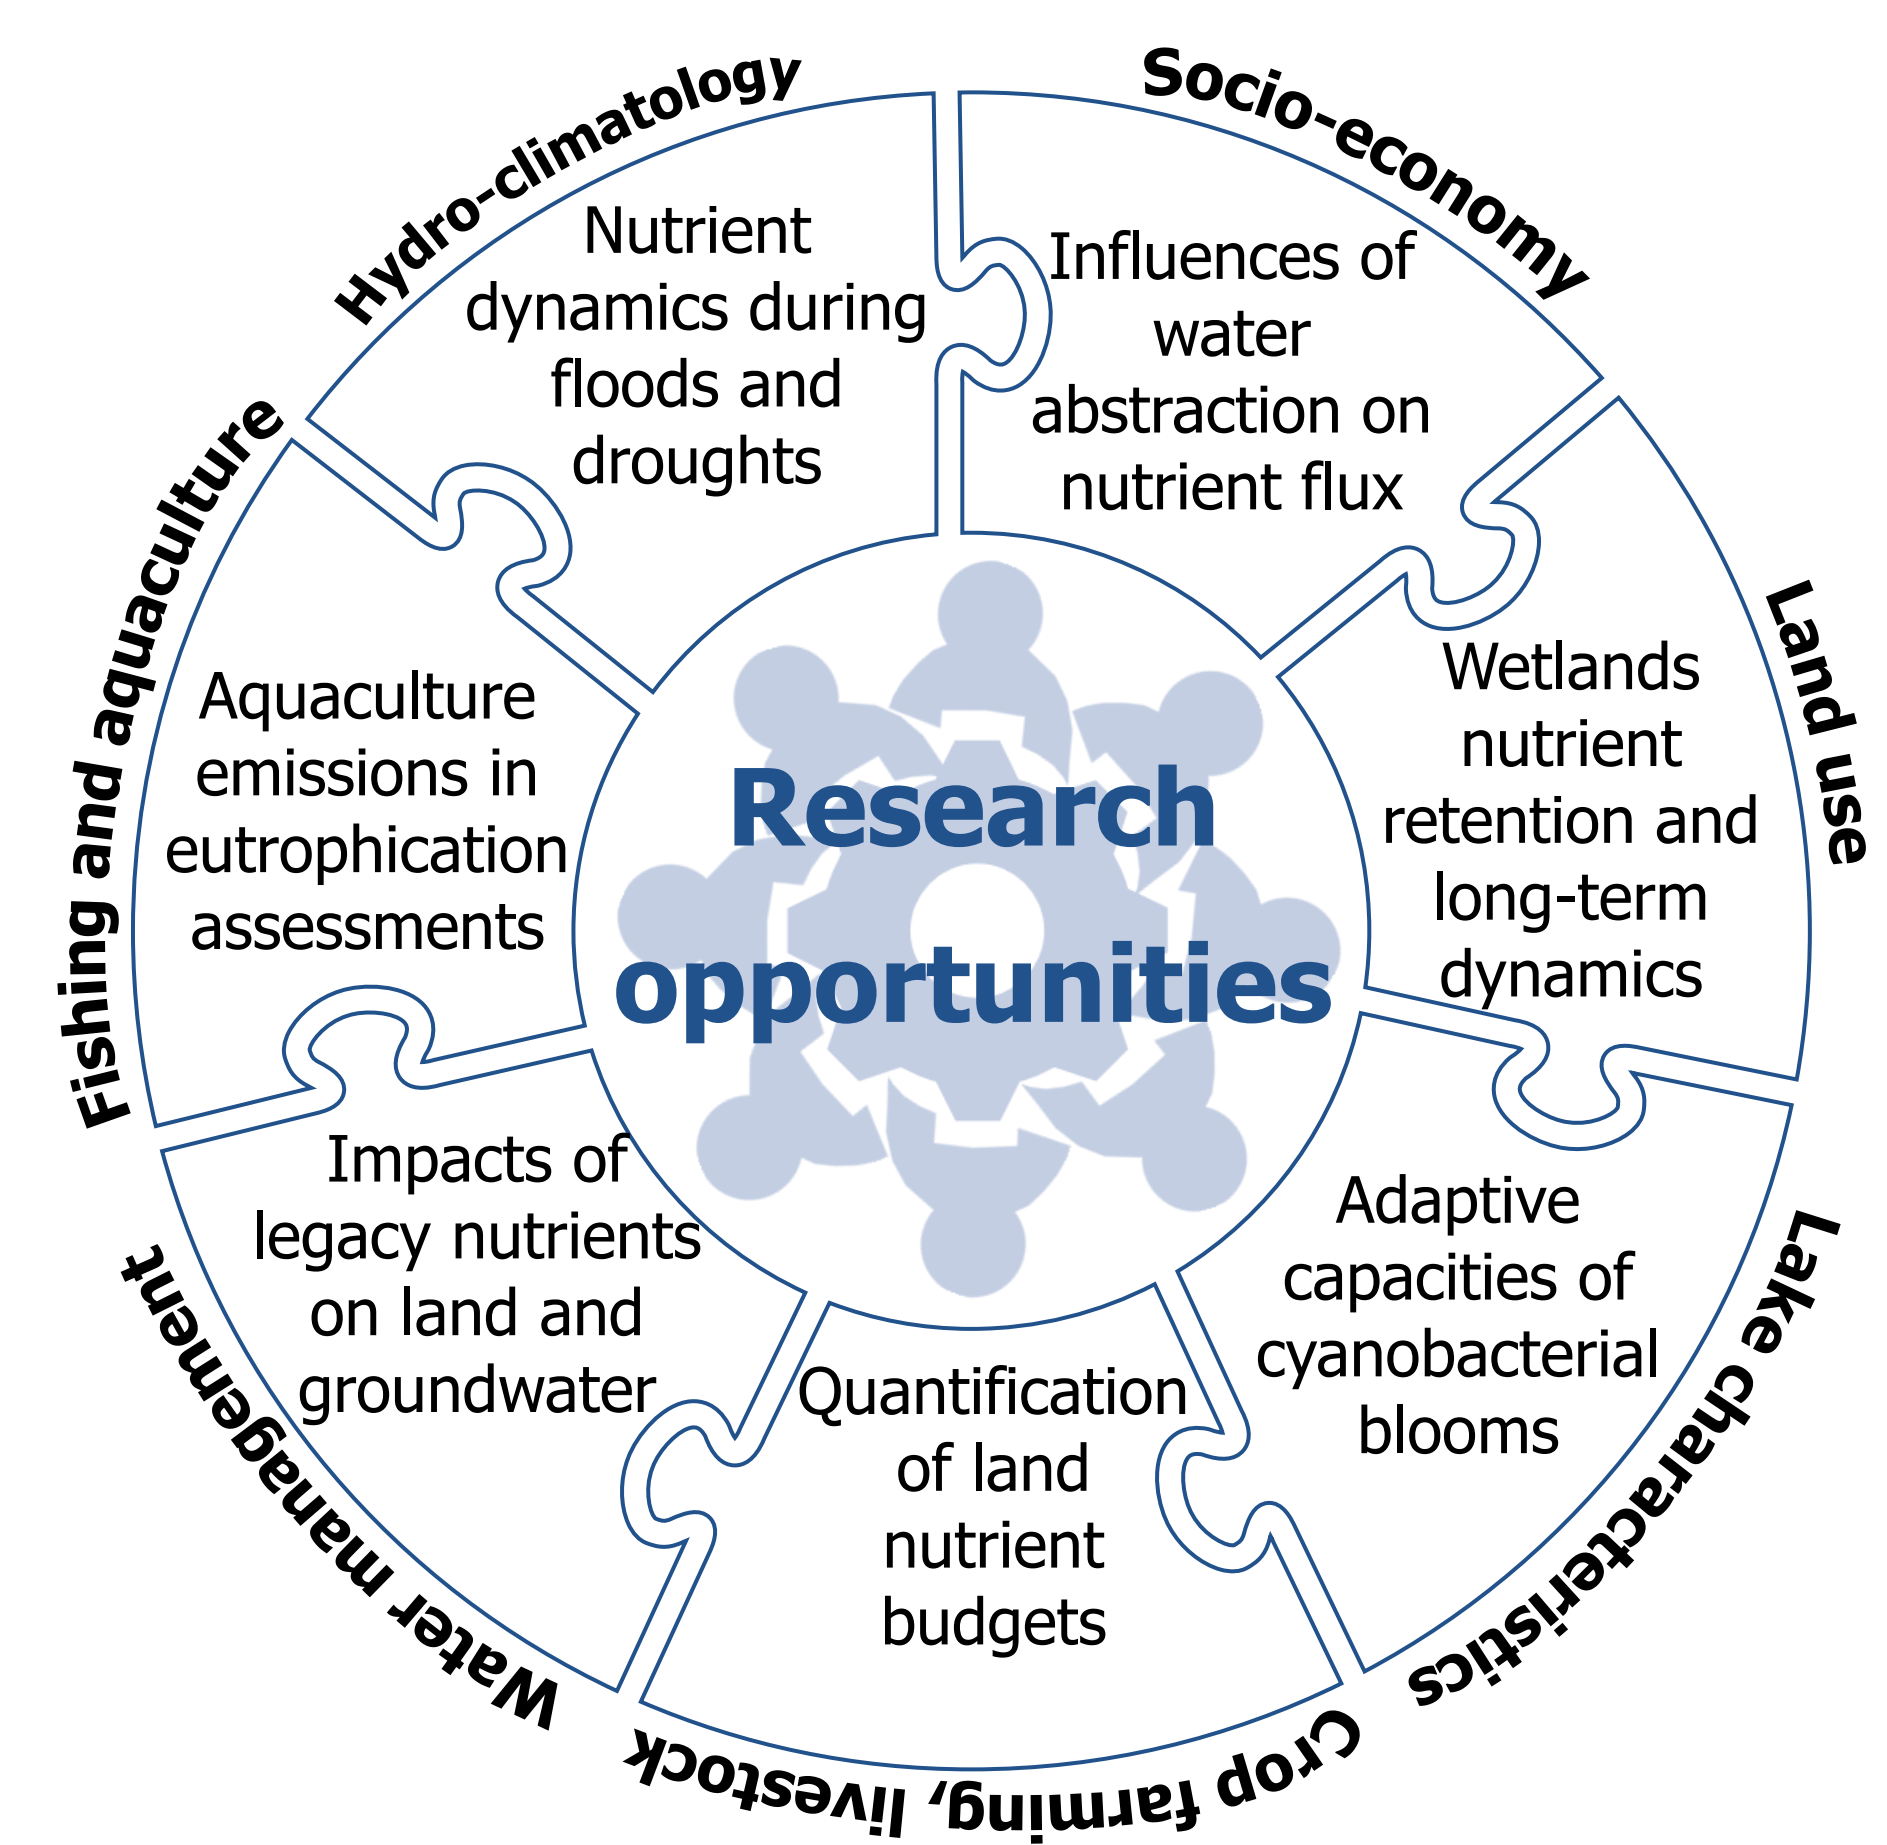 Hydro-climatology
Nutrient
dynamics during
floods and
droughts
Socio-economy
Influences of
water
abstraction on
nutrient flux
Land use
Wetlands
nutrient
retention and
long-term
dynamics
Lake characteristics
Adaptive
capacities of
cyanobacterial
blooms
Crop farming, livestock
Quantification
of land
nutrient
budgets
Water management
Impacts of
legacy nutrients
on land and
groundwater
Fishing and aquaculture
Aquaculture
emissions in
eutrophication
assessments
Research
opportunities